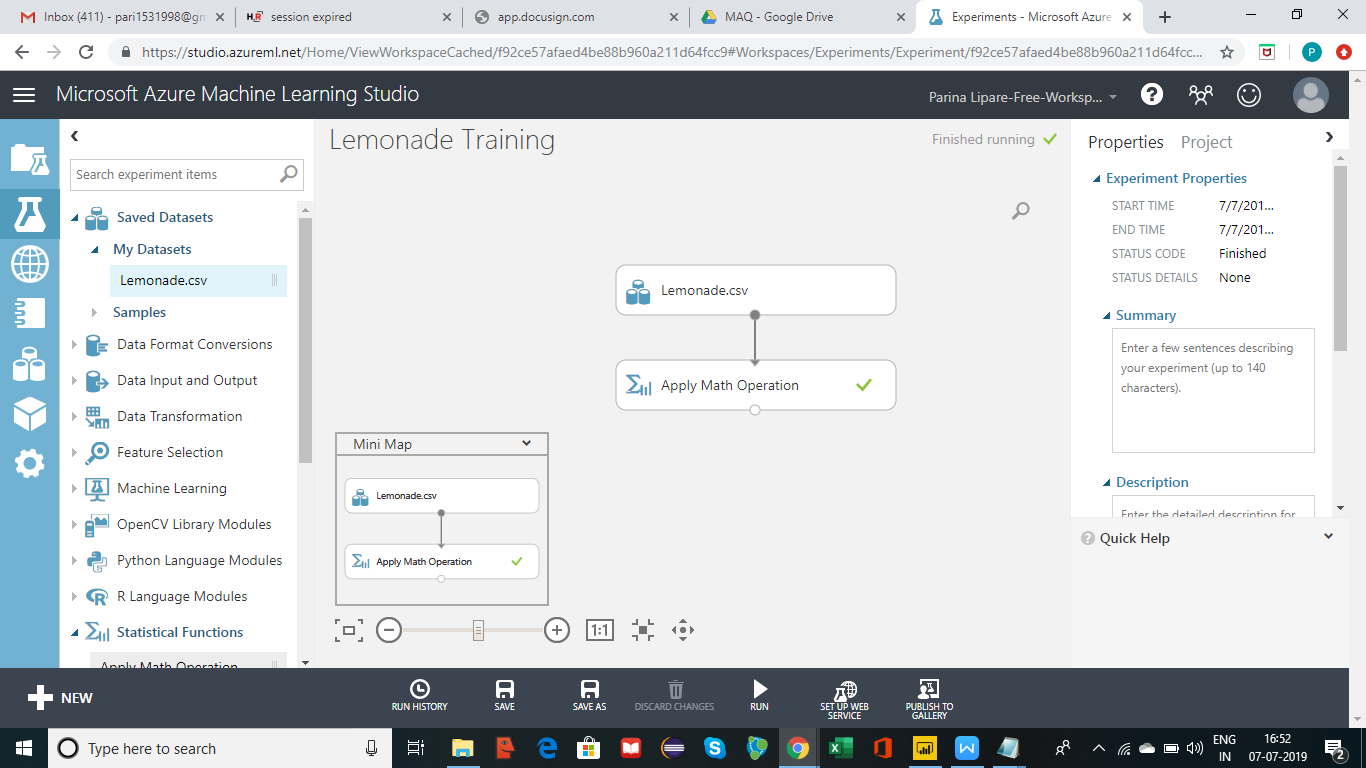 Inbox (411) - pari1531998@gm
session expired
app.docusign.com
MAQ - Google Drive
Experiments - Microsoft Azure
https://studio.azureml.net/Home/ViewWorkspaceCached/f92ce57afaed4be88b960a211d64fcc9#Workspaces/Experiments/Experiment/f92ce57afaed4be88b960a211d64fcc...
P
Microsoft Azure Machine Learning Studio
Parina Lipare-Free-Worksp...
Search experiment items
Saved Datasets
My Datasets
Lemonade.csv
Samples
Data Format Conversions
Data Input and Output
Data Transformation
Feature Selection
Machine Learning
OpenCV Library Modules
Python Language Modules
R Language Modules
Statistical Functions
Apply Math Operation
Lemonade Training
Finished running
Lemonade.csv
Apply Math Operation
Mini Map
Lemonade.csv
Apply Math Operation
1:1
Properties Project
Experiment Properties
START TIME 7/7/201...
END TIME 7/7/201...
STATUS CODE Finished
STATUS DETAILS None
Summary
Enter a few sentences describing
your experiment (up to 140
characters).
Description
Enter the detailed description for
Quick Help
NEW
RUN HISTORY
SAVE
SAVE AS
DISCARD CHANGES
RUN
SET UP WEB
SERVICE
PUBLISH TO
GALLERY
Type here to search
ENG
IN
16:52
07-07-2019
2